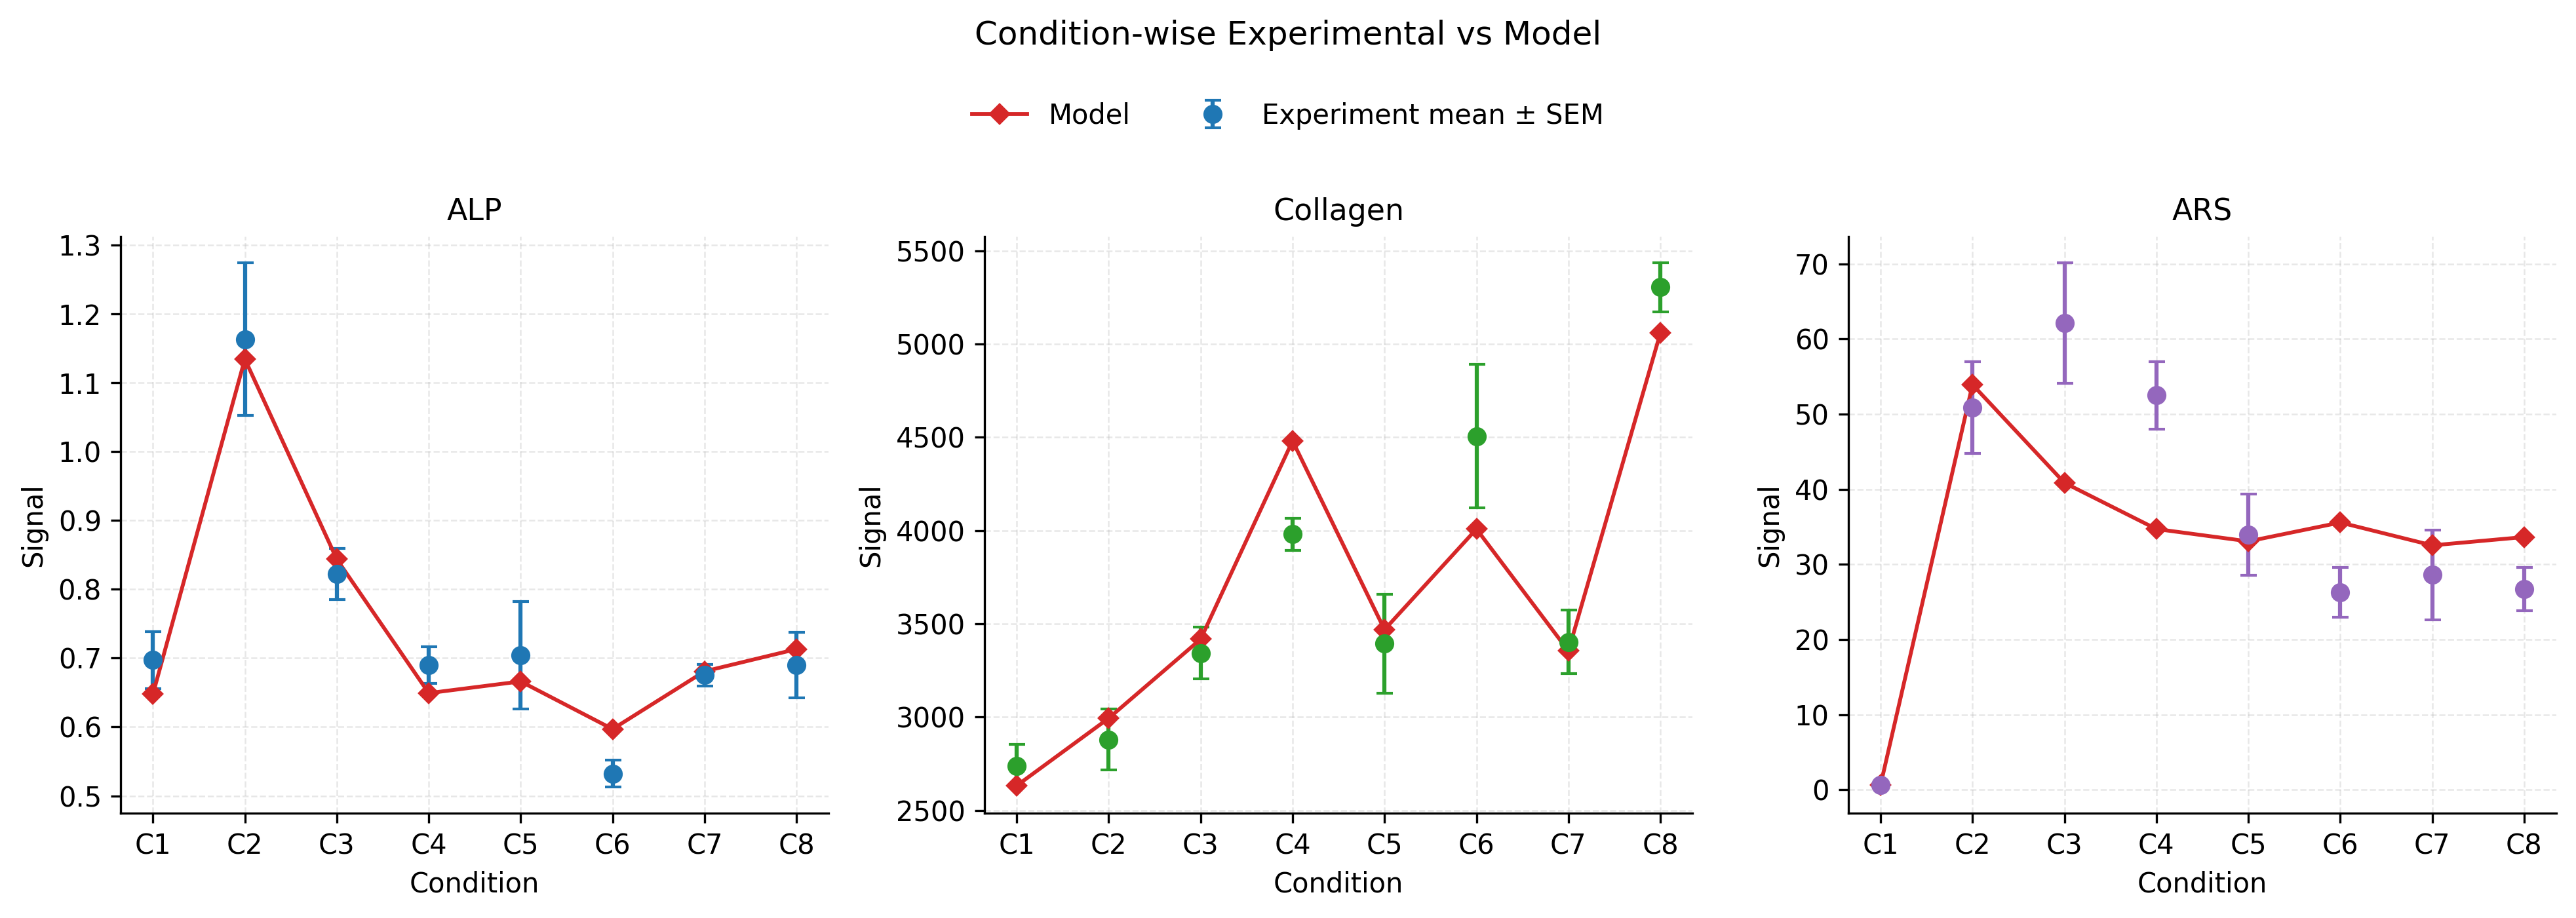 Condition-wise Experimental vs Model
Model
Experiment mean ± SEM
ALP
Signal
1.3
1.2
1.1
1.0
0.9
0.8
0.7
0.6
0.5
C1 C2 C3 C4 C5 C6 C7 C8
Condition
Collagen
Signal
5500
5000
4500
4000
3500
3000
2500
C1 C2 C3 C4 C5 C6 C7 C8
Condition
ARS
Signal
70
60
50
40
30
20
10
0
C1 C2 C3 C4 C5 C6 C7 C8
Condition